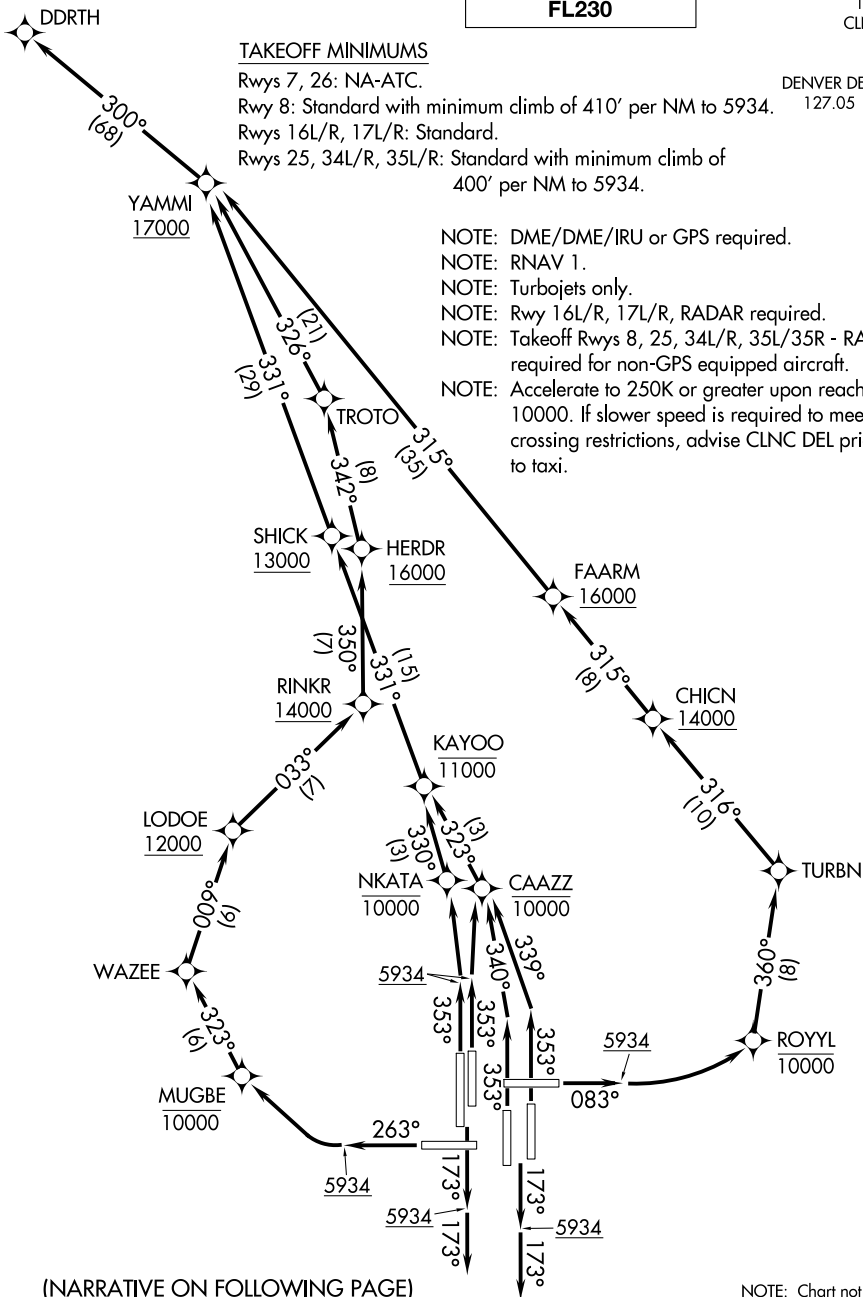 DDRTH
FL230
TAKEOFF MINIMUMS
Rwys 7, 26: NA-ATC.
DENVER DE
Rwy 8: Standard with minimum climb of 410' per NM to 5934.
127.05
Rwys 16L/R, 17L/R: Standard.
Rwys 25, 34L/R, 35L/R: Standard with minimum climb of
400' per NM to 5934.
300°
(68)
YAMMI
17000
NOTE: DME/DME/IRU or GPS required.
NOTE: RNAV 1.
NOTE: Turbojets only.
NOTE: Rwy 16L/R, 17L/R, RADAR required.
NOTE: Takeoff Rwys 8, 25, 34L/R, 35L/35R - RA
required for non-GPS equipped aircraft.
NOTE: Accelerate to 250K or greater upon reach
10000. If slower speed is required to mee
crossing restrictions, advise CLNC DEL pri
to taxi.
(21)
326°
331°
(29)
TROTO
315°
(35)
(8)
342°
SHICK
13000
HERDR
16000
FAARM
16000
350°
(7)
(15)
331°
315°
(8)
RINKR
14000
CHICN
14000
KAYOO
11000
033°
(7)
316°
(10)
LODOE
12000
330°
(3)
323°
(3)
NKATA
10000
CAAZZ
10000
TURBN
009°
(6)
340°
339°
360°
(8)
WAZEE
5934
323°
(6)
353°
353°
353°
353°
5934
ROYYL
10000
083°
MUGBE
10000
263°
5934
173°
173°
5934
5934
173°
173°
(NARRATIVE ON FOLLOWING PAGE)
NOTE: Chart not